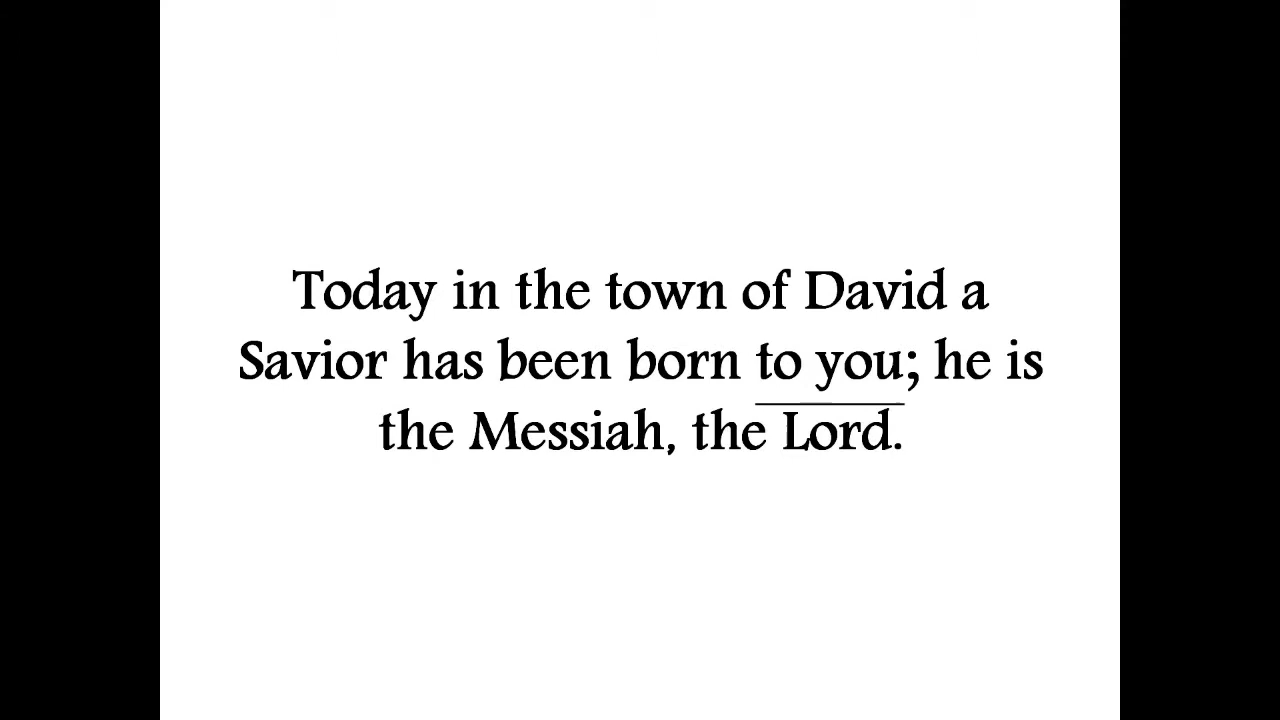 Today in the town of David a
Savior has been born to you; he is
the Messiah, the Lord.